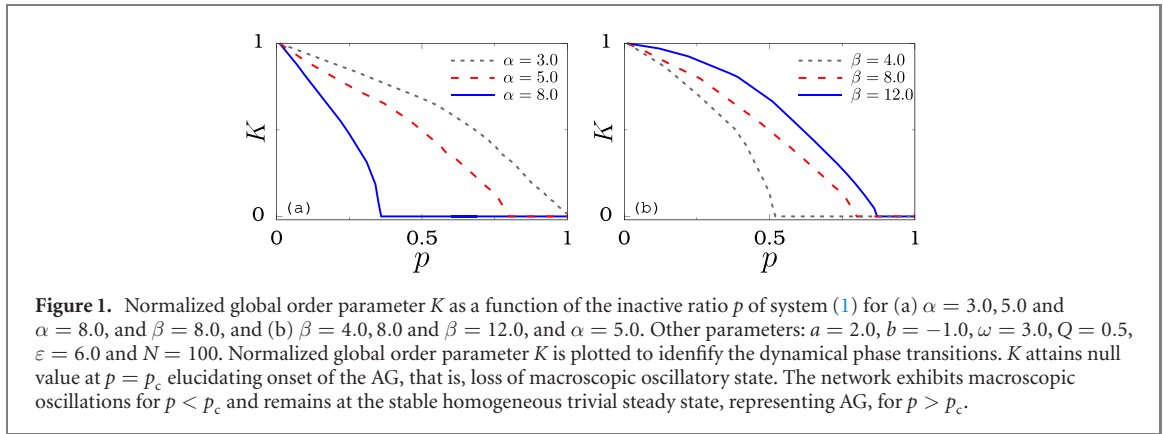 1
K
0
(a)
α = 3.0
α = 5.0
α = 8.0
0
0.5
1
p
1
K
0
(b)
β = 4.0
β = 8.0
β = 12.0
0
0.5
1
p
Figure 1. Normalized global order parameter K as a function of the inactive ratio p of system (1) for (a) α = 3.0, 5.0 and
α = 8.0, and β = 8.0, and (b) β = 4.0, 8.0 and β = 12.0, and α = 5.0. Other parameters: a = 2.0, b = −1.0, ω = 3.0, Q = 0.5,
ε = 6.0 and N = 100. Normalized global order parameter K is plotted to idenfify the dynamical phase transitions. K attains null
value at p = p_c elucidating onset of the AG, that is, loss of macroscopic oscillatory state. The network exhibits macroscopic
oscillations for p < p_c and remains at the stable homogeneous trivial steady state, representing AG, for p > p_c.